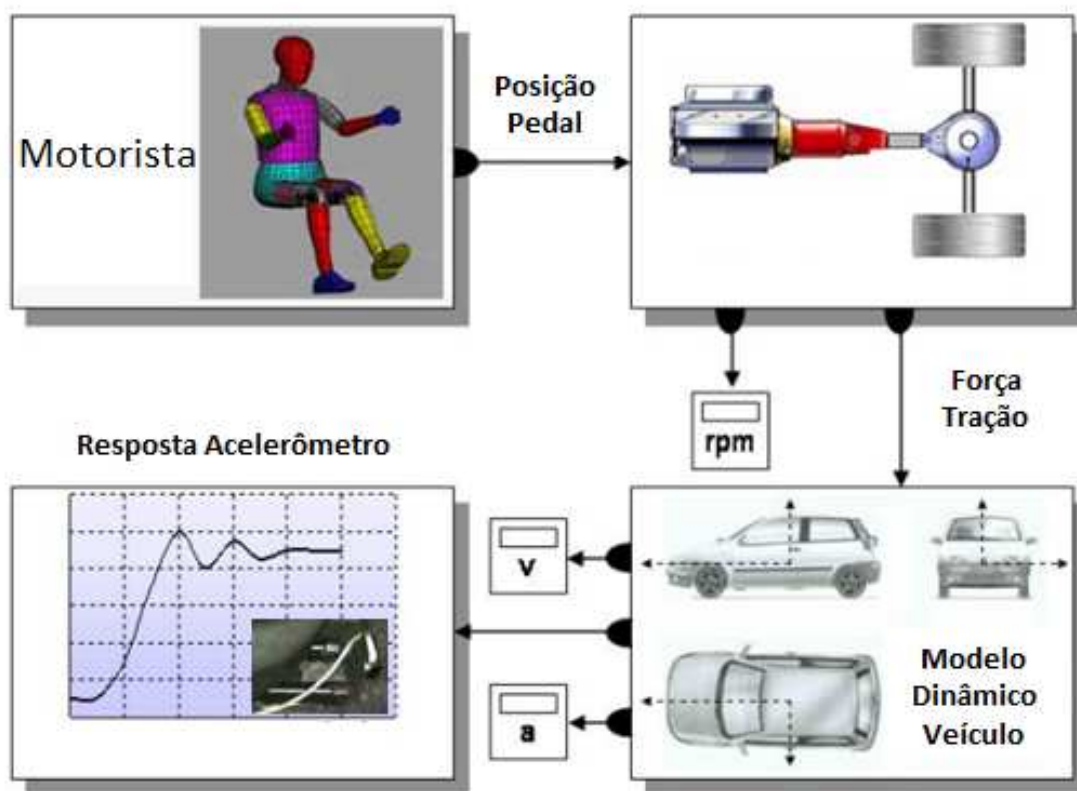 Motorista
Posição
Pedal
rpm
Força
Tração
Resposta Acelerômetro
v
a
Modelo
Dinâmico
Veículo